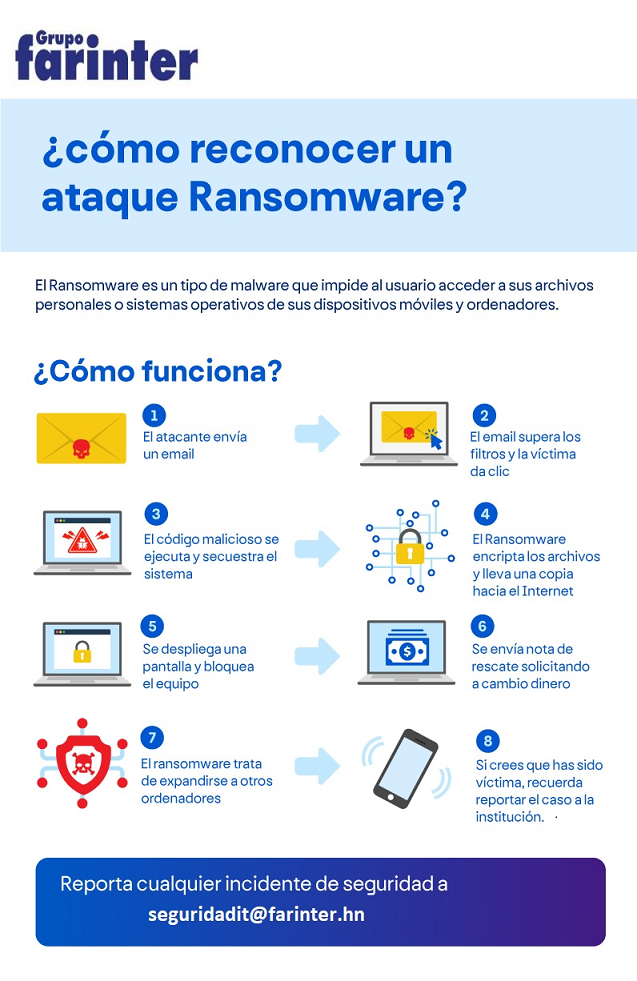 Grupo
farinter
¿cómo reconocer un
ataque Ransomware?
El Ransomware es un tipo de malware que impide al usuario acceder a sus archivos
personales o sistemas operativos de sus dispositivos móviles y ordenadores.
¿Cómo funciona?
1
El atacante envía
un email
2
El email supera los
filtros y la víctima
da clic
3
El código malicioso se
ejecuta y secuestra el
sistema
4
El Ransomware
encripta los archivos
y lleva una copia
hacia el Internet
5
Se despliega una
pantalla y bloquea
el equipo
6
Se envía nota de
rescate solicitando
a cambio dinero
$
7
El ransomware trata
de expandirse a otros
ordenadores
8
Si crees que has sido
víctima, recuerda
reportar el caso a la
institución. .
Reporta cualquier incidente de seguridad a
seguridadit@farinter.hn